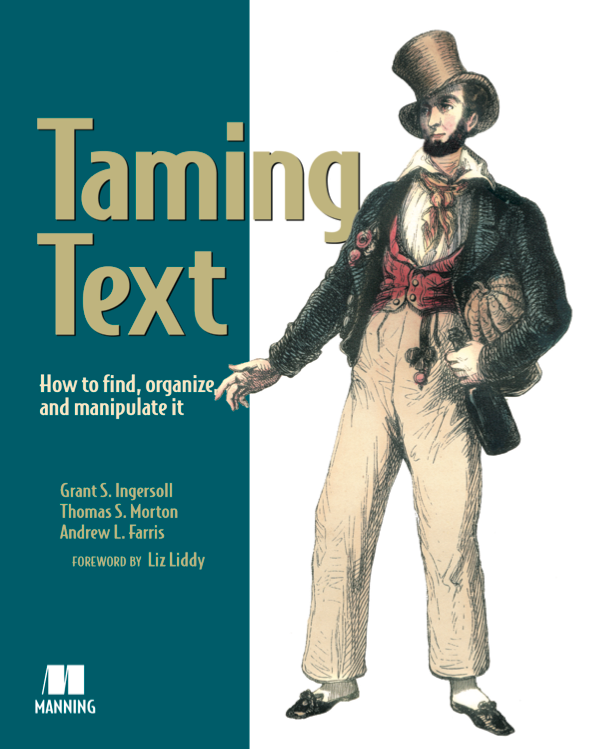 Taming
Text
How to find, organize,
and manipulate it
Grant S. Ingersoll
Thomas S. Morton
Andrew L. Farris
FOREWORD BY Liz Liddy
MANNING